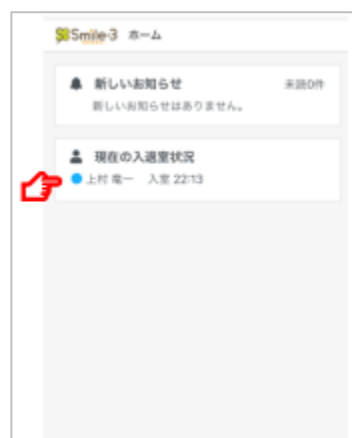 Smile-3 ホーム
新しいお知らせ 未読0件
新しいお知らせはありません。
現在の入退室状況
上村 竜一 入室 22:13